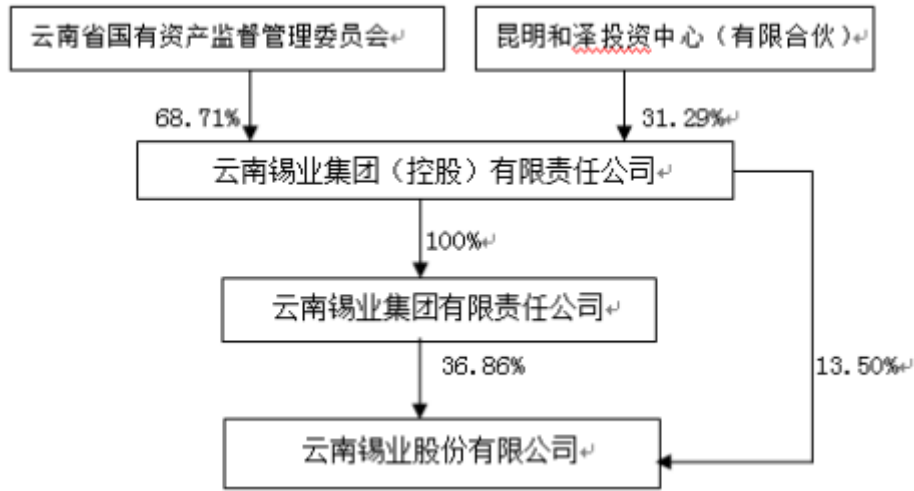 云南省国有资产监督管理委员会
昆明和泽投资中心（有限合伙）
68.71%
31.29%
云南锡业集团（控股）有限责任公司
100%
云南锡业集团有限责任公司
36.86%
13.50%
云南锡业股份有限公司